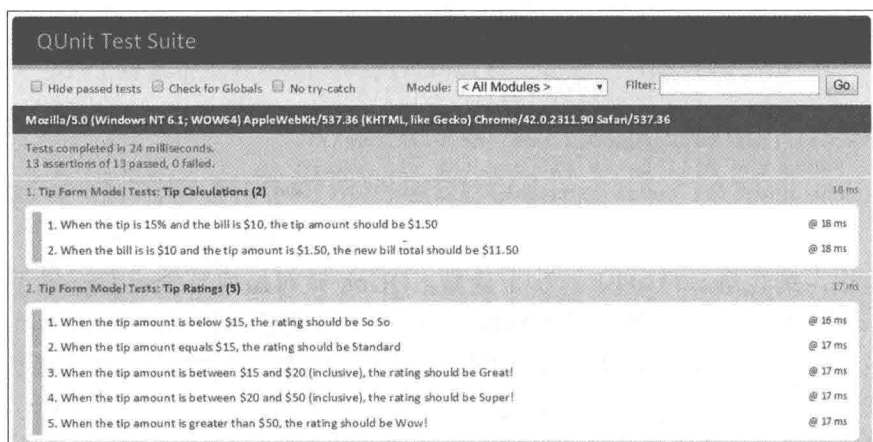 QUnit Test Suite
Hide passed tests Check for Globals No try-catch Module: < All Modules > Filter: Go
Mozilla/5.0 (Windows NT 6.1; WOW64) AppleWebKit/537.36 (KHTML, like Gecko) Chrome/42.0.2311.90 Safari/537.36
Tests completed in 24 milliseconds.
13 assertions of 13 passed, 0 failed.
1. Tip Form Model Tests: Tip Calculations (2) 18 ms
1. When the tip is 15% and the bill is $10, the tip amount should be $1.50 @ 18 ms
2. When the bill is is $10 and the tip amount is $1.50, the new bill total should be $11.50 @ 18 ms
2. Tip Form Model Tests: Tip Ratings (5) 17 ms
1. When the tip amount is below $15, the rating should be So So @ 16 ms
2. When the tip amount equals $15, the rating should be Standard @ 17 ms
3. When the tip amount is between $15 and $20 (inclusive), the rating should be Great! @ 17 ms
4. When the tip amount is between $20 and $50 (inclusive), the rating should be Super! @ 17 ms
5. When the tip amount is greater than $50, the rating should be Wow! @ 17 ms